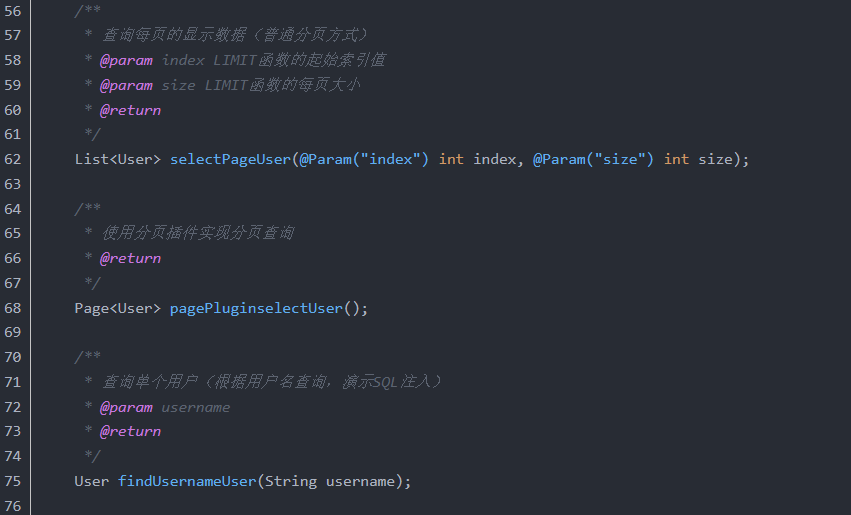 56 /**
57 * 查询每页的显示数据（普通分页方式）
58 * @param index LIMIT函数的起始索引值
59 * @param size LIMIT函数的每页大小
60 * @return
61 */
62 List<User> selectPageUser(@Param("index") int index, @Param("size") int size);
63
64 /**
65 * 使用分页插件实现分页查询
66 * @return
67 */
68 Page<User> pagePluginselectUser();
69
70 /**
71 * 查询单个用户（根据用户名查询，演示SQL注入）
72 * @param username
73 * @return
74 */
75 User findUsernameUser(String username);
76